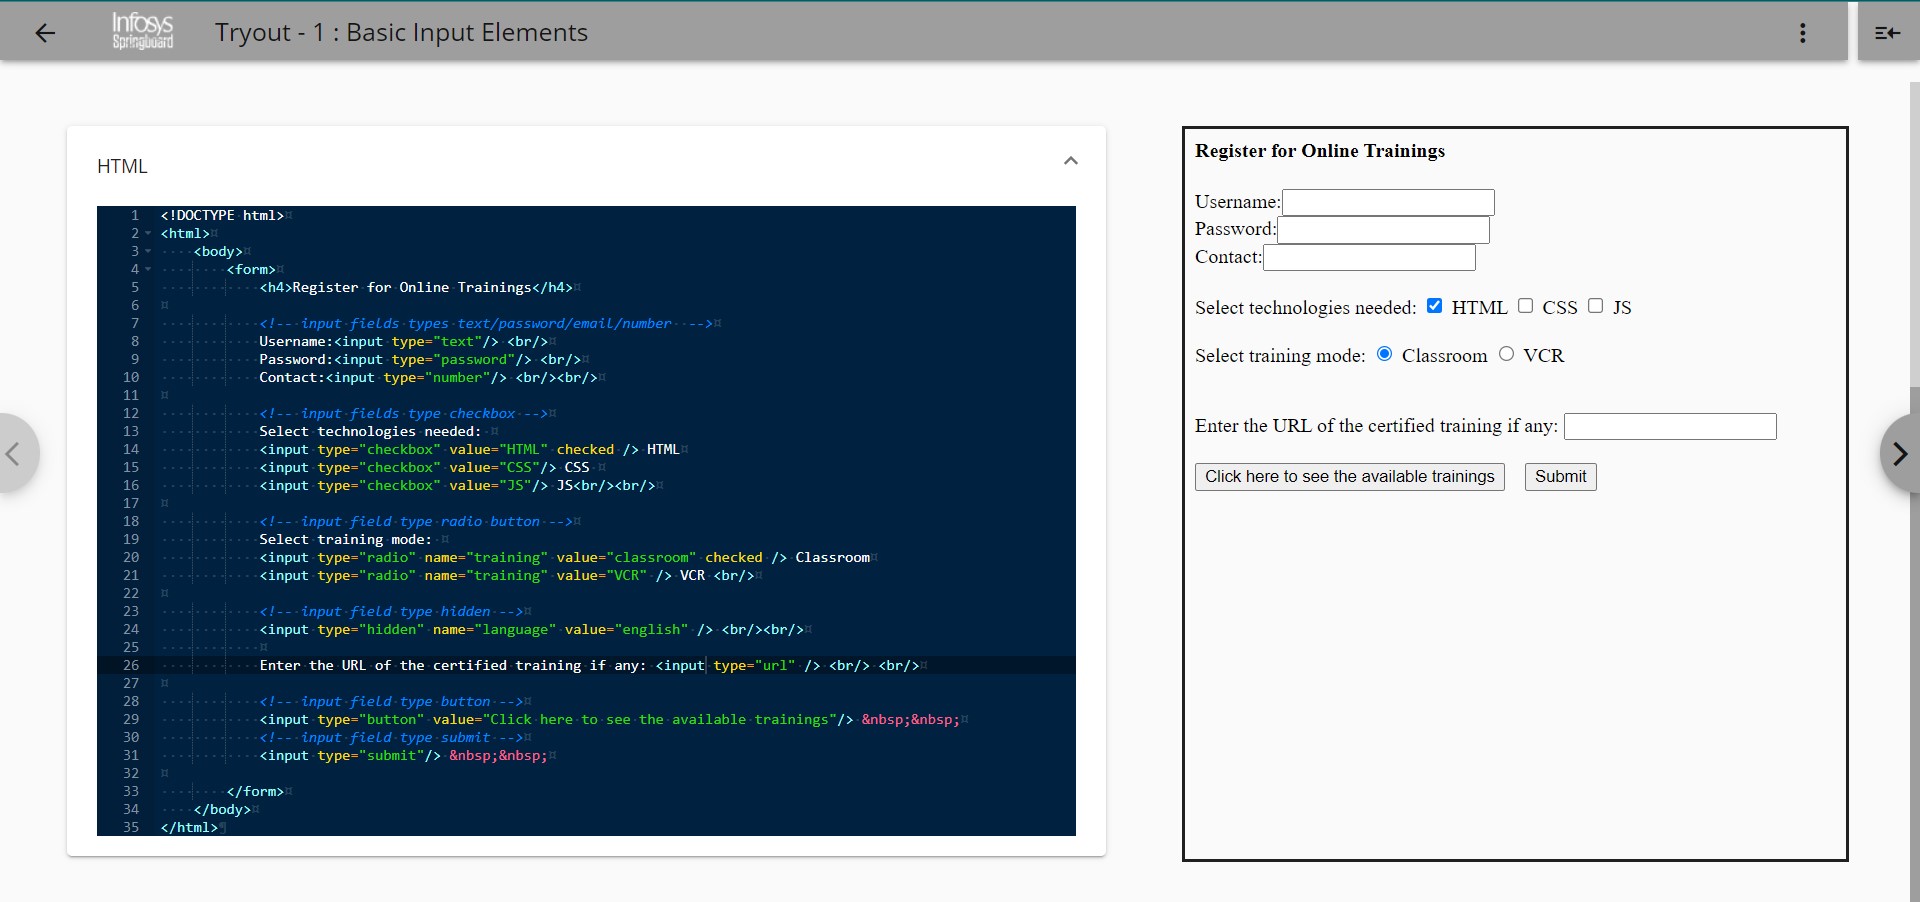 Infosys
Springboard
Tryout - 1 : Basic Input Elements
HTML
1 <!DOCTYPE html>
2 <html>
3 <body>
4 <form>
5 <h4>Register for Online Trainings</h4>
6
7 <!-- input fields types text/password/email/number  -->
8 Username:<input type="text"/> <br/>
9 Password:<input type="password"/> <br/>
10 Contact:<input type="number"/> <br/><br/>
11
12 <!-- input fields type checkbox -->
13 Select technologies needed:
14 <input type="checkbox" value="HTML" checked /> HTML
15 <input type="checkbox" value="CSS"/> CSS
16 <input type="checkbox" value="JS"/> JS<br/><br/>
17
18 <!-- input field type radio button -->
19 Select training mode:
20 <input type="radio" name="training" value="classroom" checked /> Classroom
21 <input type="radio" name="training" value="VCR" /> VCR <br/>
22
23 <!-- input field type hidden -->
24 <input type="hidden" name="language" value="english" /> <br/><br/>
25
26 Enter the URL of the certified training if any: <input type="url" /> <br/> <br/>
27
28 <!-- input field type button -->
29 <input type="button" value="Click here to see the available trainings"/> &nbsp;&nbsp;
30 <!-- input field type submit -->
31 <input type="submit"/> &nbsp;&nbsp;
32
33 </form>
34 </body>
35 </html>
Register for Online Trainings
Username:
Password:
Contact:
Select technologies needed: HTML CSS JS
Select training mode: Classroom VCR
Enter the URL of the certified training if any:
Click here to see the available trainings Submit